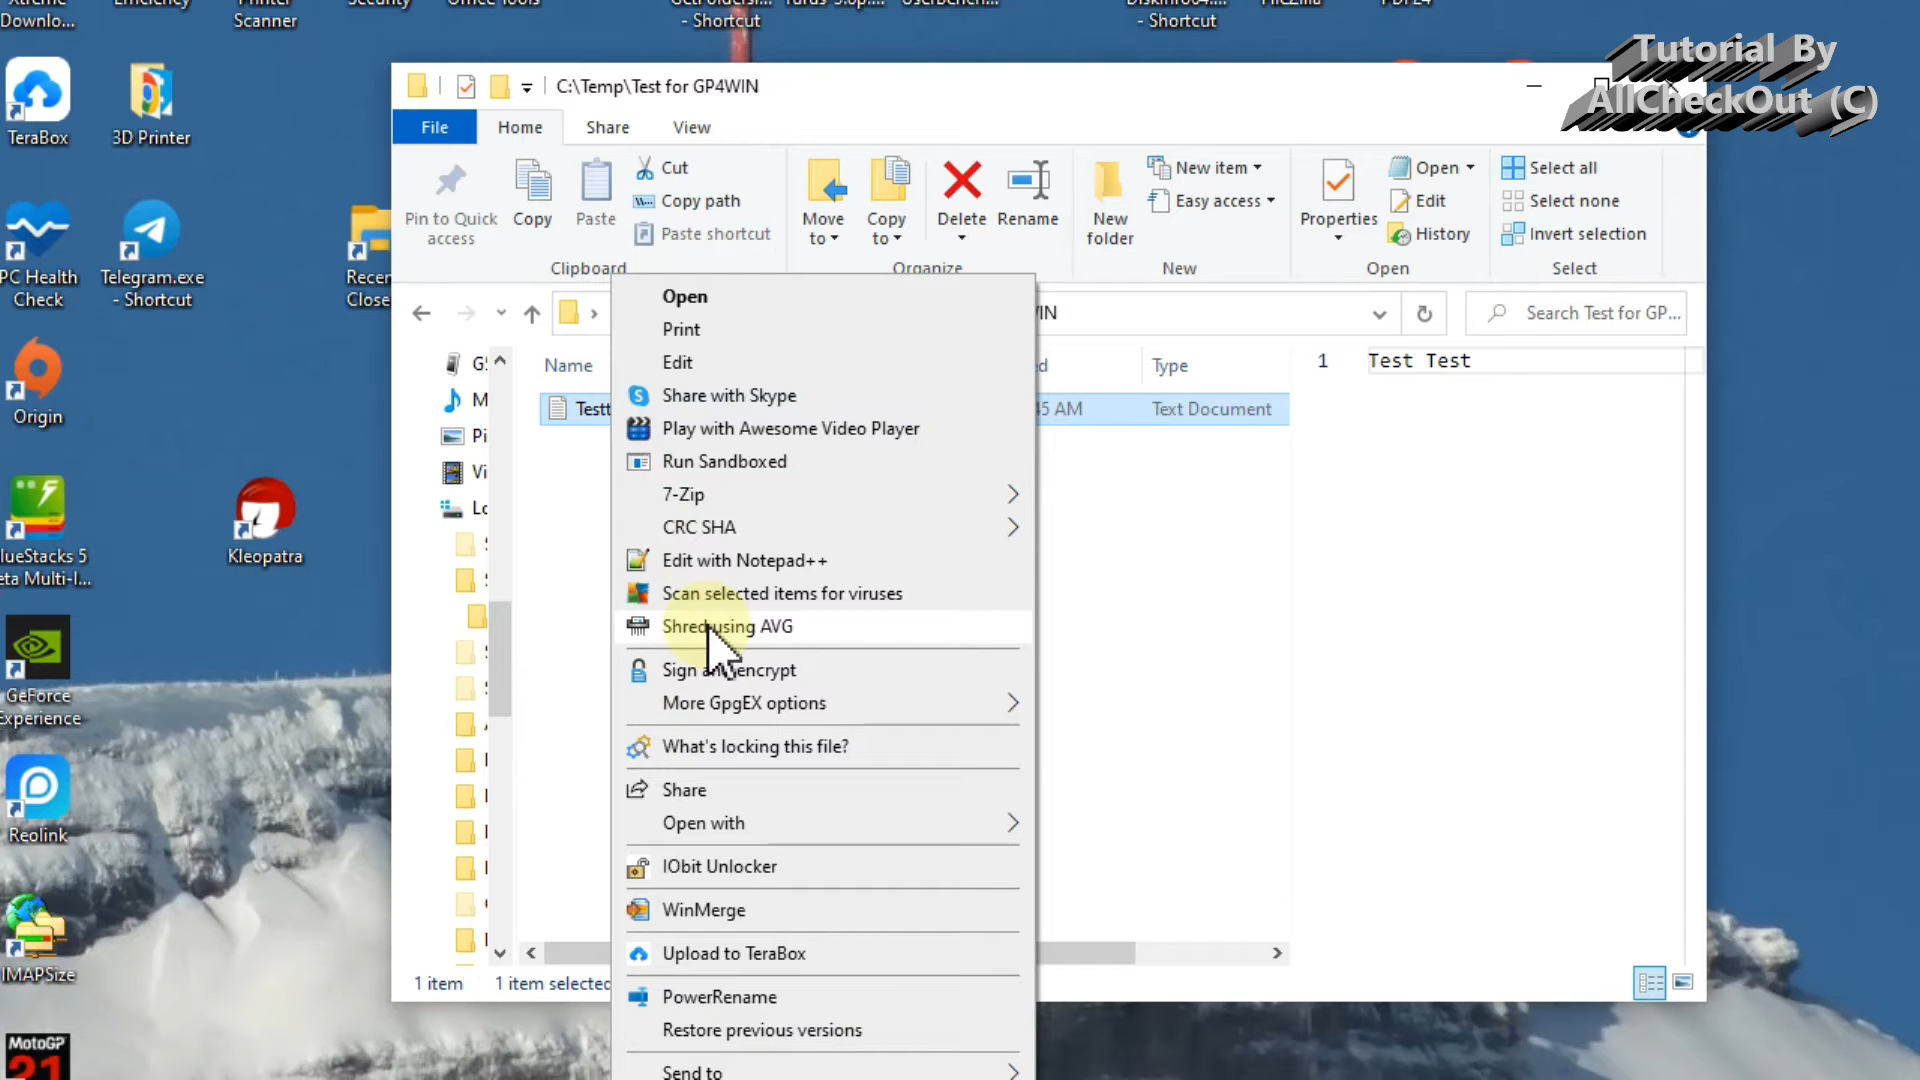 Downlo...
Printer
Scanner
Security
Office Tools
- Shortcut
- Shortcut
FileZilla
PDF24
Tutorial By
AllCheckOut (C)
TeraBox
3D Printer
PC Health
Check
Telegram.exe
- Shortcut
Recen
Close
Origin
lueStacks 5
eta Multi-I...
Kleopatra
GeForce
Experience
Reolink
IMAPSize
MotoGP
21
C:\Temp\Test for GP4WIN
File
Home
Share
View
Pin to Quick
access
Copy
Paste
Cut
Copy path
Paste shortcut
Clipboard
Move
to
Copy
to
Delete
Rename
Organize
New
folder
New item
Easy access
New
Properties
Open
Edit
History
Open
Select all
Select none
Invert selection
Select
IN
Search Test for GP...
G:
M
Pi
Vi
Lo
Name
d
Type
Testt
45 AM
Text Document
1 Test Test
Open
Print
Edit
Share with Skype
Play with Awesome Video Player
Run Sandboxed
7-Zip
CRC SHA
Edit with Notepad++
Scan selected items for viruses
Shred using AVG
Sign and encrypt
More GpgEX options
What's locking this file?
Share
Open with
IObit Unlocker
WinMerge
Upload to TeraBox
PowerRename
Restore previous versions
Send to
1 item
1 item selected